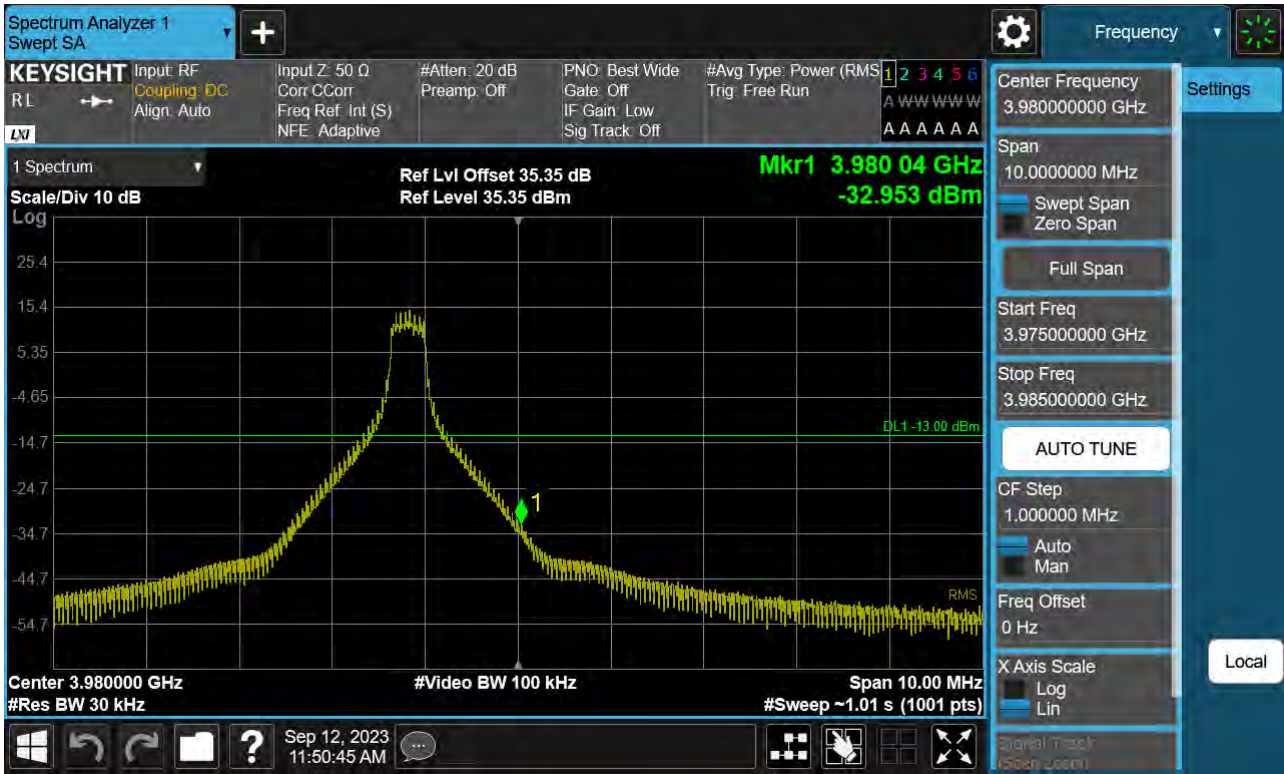 Spectrum Analyzer 1
Swept SA
+
Frequency
KEYSIGHT
RL
LXI
Input: RF
Coupling: DC
Align: Auto
Input Z: 50 Ω
Corr CCorr
Freq Ref: Int (S)
NFE: Adaptive
#Atten: 20 dB
Preamp: Off
PNO: Best Wide
Gate: Off
IF Gain: Low
Sig Track: Off
#Avg Type: Power (RMS
Trig: Free Run
1 2 3 4 5 6
A W W W W W
A A A A A A
1 Spectrum
Scale/Div 10 dB
Log
Ref Lvl Offset 35.35 dB
Ref Level 35.35 dBm
Mkr1 3.980 04 GHz
-32.953 dBm
25.4
15.4
5.35
-4.65
-14.7
-24.7
-34.7
-44.7
-54.7
DL1 -13.00 dBm
1
RMS
Center 3.980000 GHz
#Video BW 100 kHz
Span 10.00 MHz
#Res BW 30 kHz
#Sweep ~1.01 s (1001 pts)
Center Frequency
3.980000000 GHz
Settings
Span
10.0000000 MHz
Swept Span
Zero Span
Full Span
Start Freq
3.975000000 GHz
Stop Freq
3.985000000 GHz
AUTO TUNE
CF Step
1.000000 MHz
Auto
Man
Freq Offset
0 Hz
X Axis Scale
Log
Lin
Local
Signal Track
(Span Zoom)
?
Sep 12, 2023
11:50:45 AM